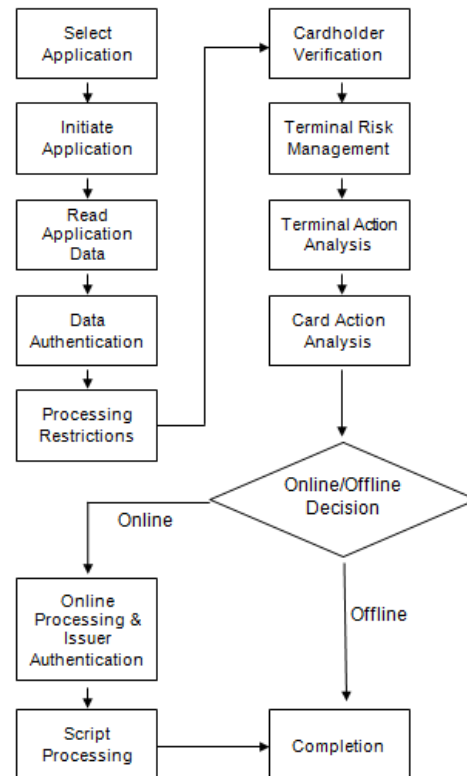 Select
Application
Initiate
Application
Read
Application
Data
Data
Authentication
Processing
Restrictions
Cardholder
Verification
Terminal Risk
Management
Terminal Action
Analysis
Card Action
Analysis
Online/Offline
Decision
Online
Online
Processing &
Issuer
Authentication
Offline
Script
Processing
Completion